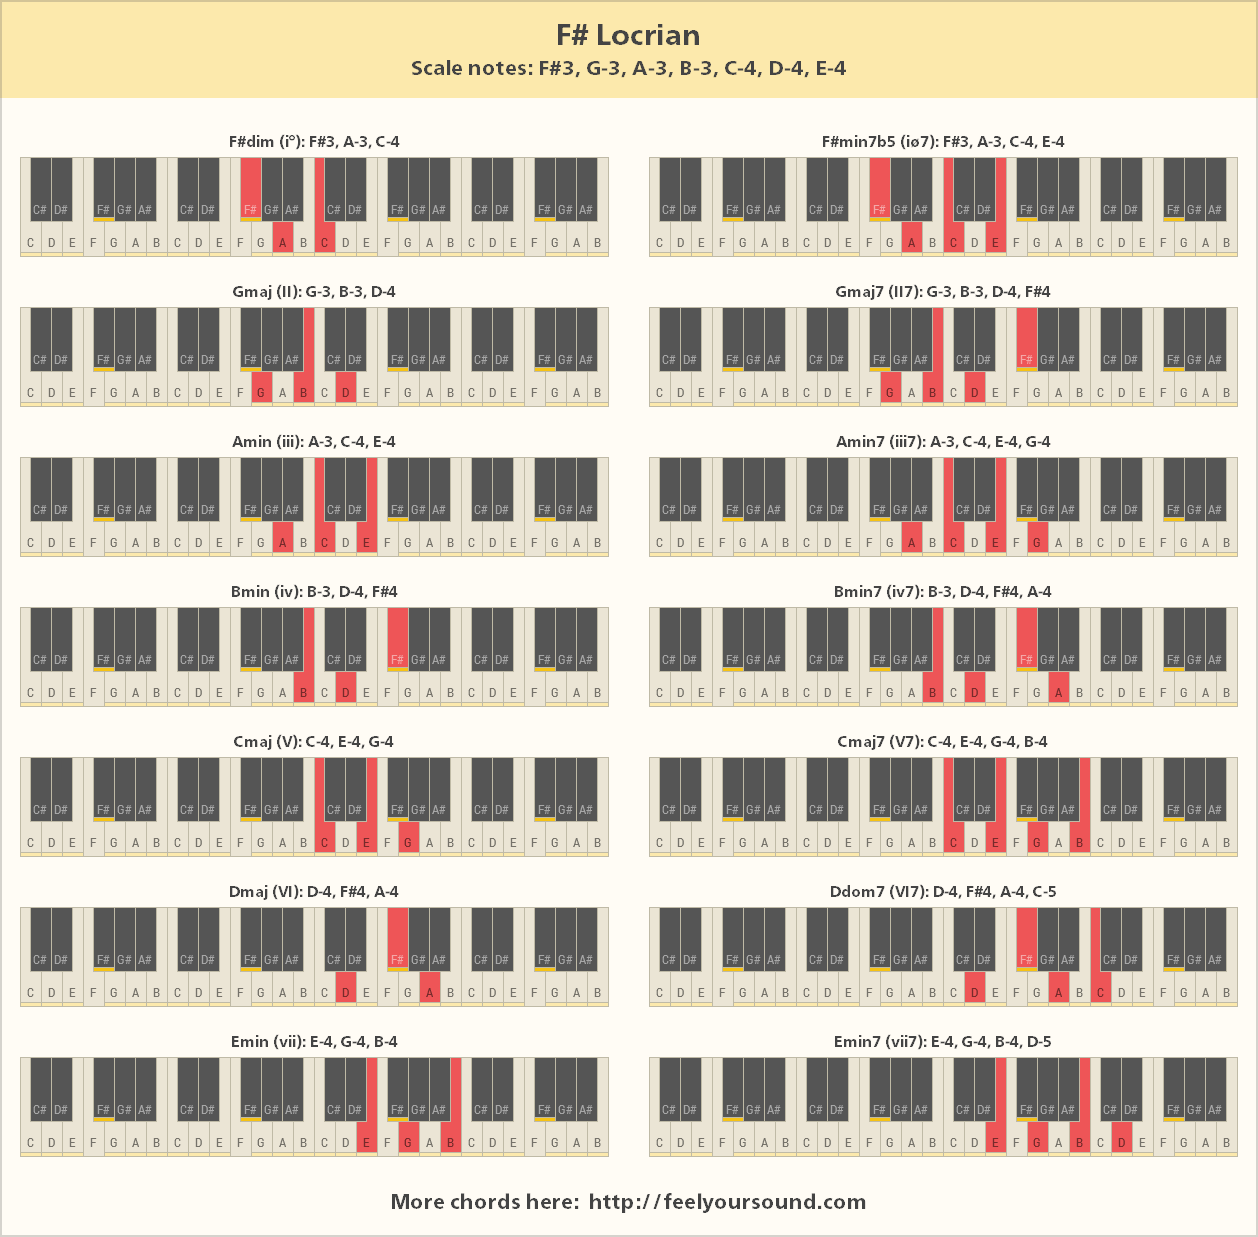 F# Locrian
Scale notes: F#3, G-3, A-3, B-3, C-4, D-4, E-4
F#dim (i°): F#3, A-3, C-4
C# D# F# G# A# C# D# F# G# A# C# D# F# G# A# C# D# F# G# A#
C D E F G A B C D E F G A B C D E F G A B C D E F G A B
F#min7b5 (iø7): F#3, A-3, C-4, E-4
C# D# F# G# A# C# D# F# G# A# C# D# F# G# A# C# D# F# G# A#
C D E F G A B C D E F G A B C D E F G A B C D E F G A B
Gmaj (II): G-3, B-3, D-4
C# D# F# G# A# C# D# F# G# A# C# D# F# G# A# C# D# F# G# A#
C D E F G A B C D E F G A B C D E F G A B C D E F G A B
Gmaj7 (II7): G-3, B-3, D-4, F#4
C# D# F# G# A# C# D# F# G# A# C# D# F# G# A# C# D# F# G# A#
C D E F G A B C D E F G A B C D E F G A B C D E F G A B
Amin (iii): A-3, C-4, E-4
C# D# F# G# A# C# D# F# G# A# C# D# F# G# A# C# D# F# G# A#
C D E F G A B C D E F G A B C D E F G A B C D E F G A B
Amin7 (iii7): A-3, C-4, E-4, G-4
C# D# F# G# A# C# D# F# G# A# C# D# F# G# A# C# D# F# G# A#
C D E F G A B C D E F G A B C D E F G A B C D E F G A B
Bmin (iv): B-3, D-4, F#4
C# D# F# G# A# C# D# F# G# A# C# D# F# G# A# C# D# F# G# A#
C D E F G A B C D E F G A B C D E F G A B C D E F G A B
Bmin7 (iv7): B-3, D-4, F#4, A-4
C# D# F# G# A# C# D# F# G# A# C# D# F# G# A# C# D# F# G# A#
C D E F G A B C D E F G A B C D E F G A B C D E F G A B
Cmaj (V): C-4, E-4, G-4
C# D# F# G# A# C# D# F# G# A# C# D# F# G# A# C# D# F# G# A#
C D E F G A B C D E F G A B C D E F G A B C D E F G A B
Cmaj7 (V7): C-4, E-4, G-4, B-4
C# D# F# G# A# C# D# F# G# A# C# D# F# G# A# C# D# F# G# A#
C D E F G A B C D E F G A B C D E F G A B C D E F G A B
Dmaj (VI): D-4, F#4, A-4
C# D# F# G# A# C# D# F# G# A# C# D# F# G# A# C# D# F# G# A#
C D E F G A B C D E F G A B C D E F G A B C D E F G A B
Ddom7 (VI7): D-4, F#4, A-4, C-5
C# D# F# G# A# C# D# F# G# A# C# D# F# G# A# C# D# F# G# A#
C D E F G A B C D E F G A B C D E F G A B C D E F G A B
Emin (vii): E-4, G-4, B-4
C# D# F# G# A# C# D# F# G# A# C# D# F# G# A# C# D# F# G# A#
C D E F G A B C D E F G A B C D E F G A B C D E F G A B
Emin7 (vii7): E-4, G-4, B-4, D-5
C# D# F# G# A# C# D# F# G# A# C# D# F# G# A# C# D# F# G# A#
C D E F G A B C D E F G A B C D E F G A B C D E F G A B
More chords here: http://feelyoursound.com